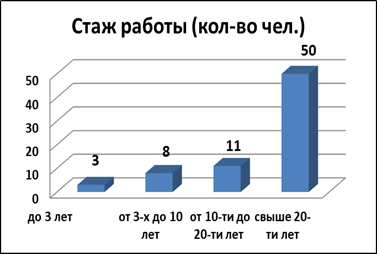 Стаж работы (кол-во чел.)
50
50
40
30
20
10
0
3
8
11
до 3 лет
от 3-х до 10 лет
от 10-ти до 20-ти лет
свыше 20-ти лет